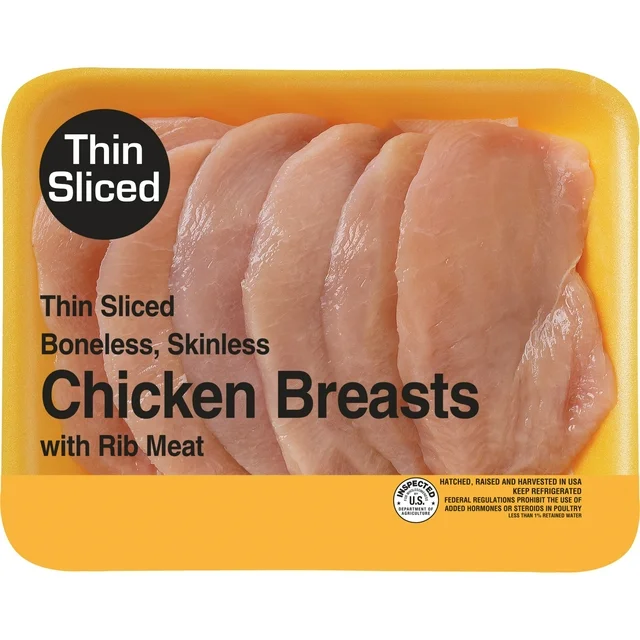 Thin
Sliced
Thin Sliced
Boneless, Skinless
Chicken Breasts
with Rib Meat
INSPECTED
U.S.
DEPARTMENT OF
AGRICULTURE
HATCHED, RAISED AND HARVESTED IN USA
KEEP REFRIGERATED
FEDERAL REGULATIONS PROHIBIT THE USE OF
ADDED HORMONES OR STEROIDS IN POULTRY
LESS THAN 1% RETAINED WATER